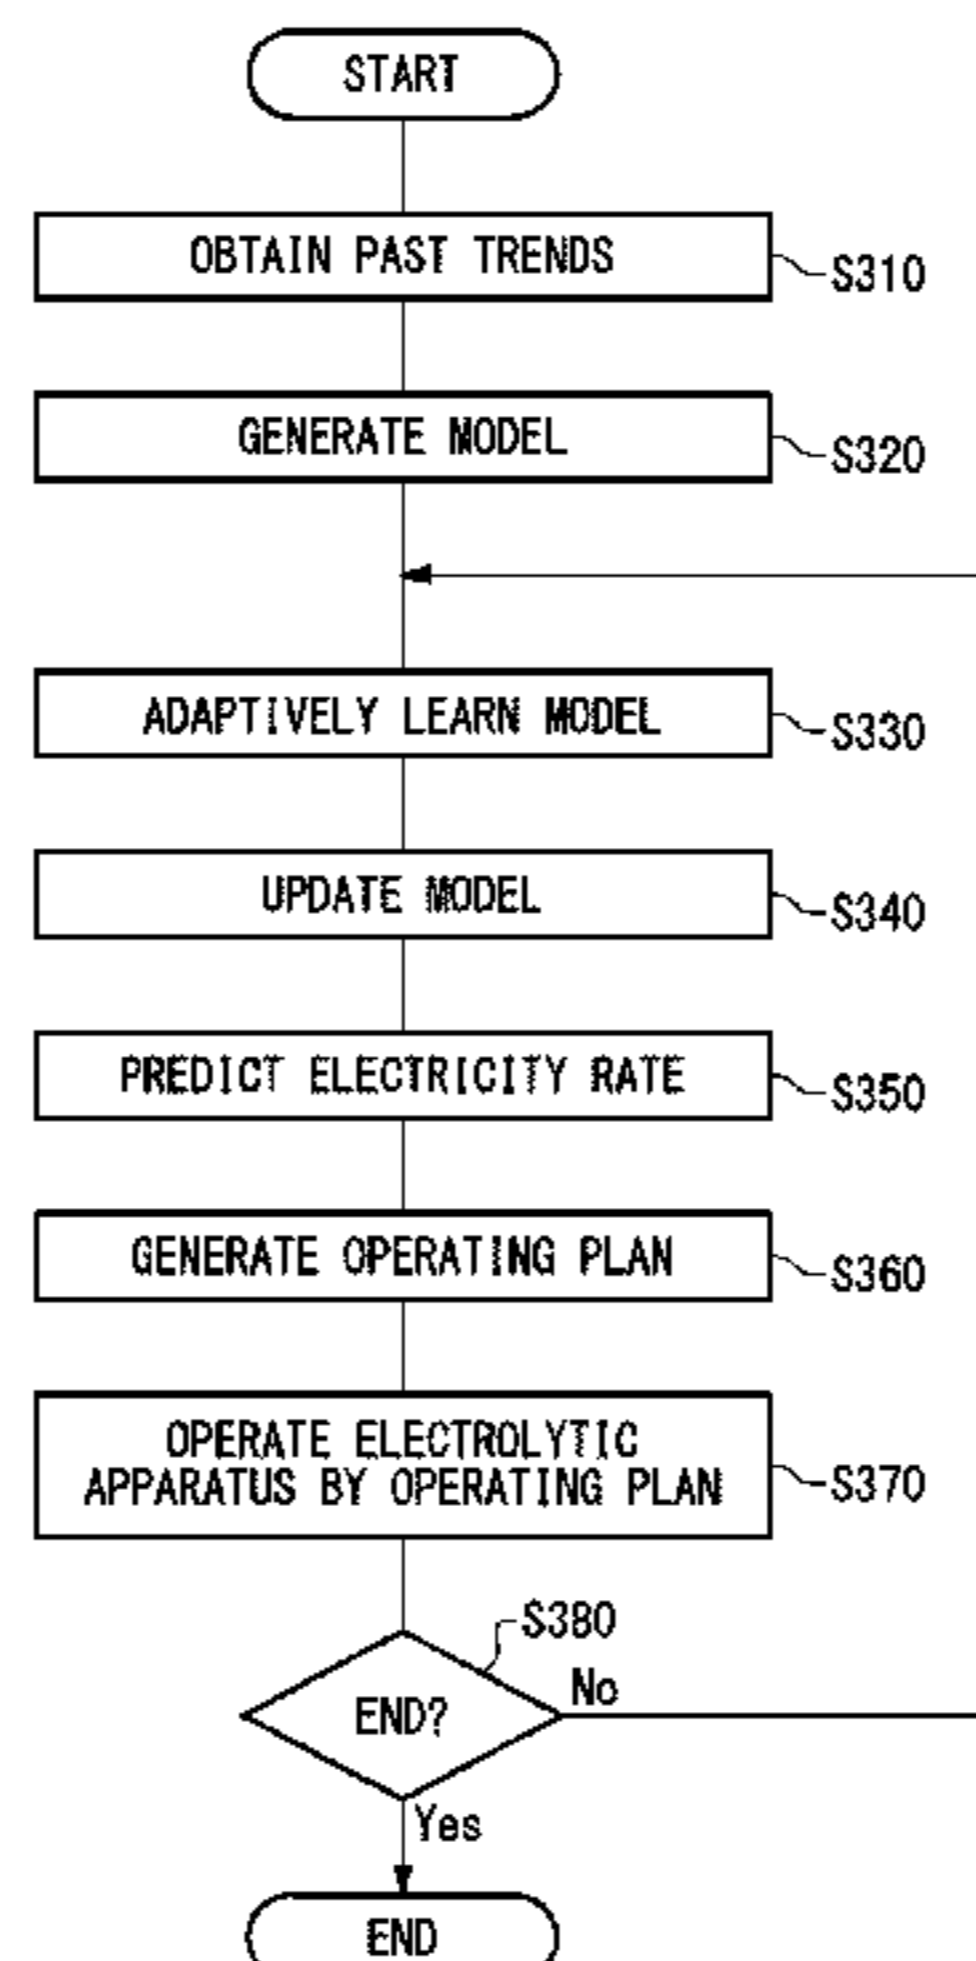 START
OBTAIN PAST TRENDS
S310
GENERATE MODEL
S320
ADAPTIVELY LEARN MODEL
S330
UPDATE MODEL
S340
PREDICT ELECTRICITY RATE
S350
GENERATE OPERATING PLAN
S360
OPERATE ELECTROLYTIC
APPARATUS BY OPERATING PLAN
S370
S380
END?
No
Yes
END